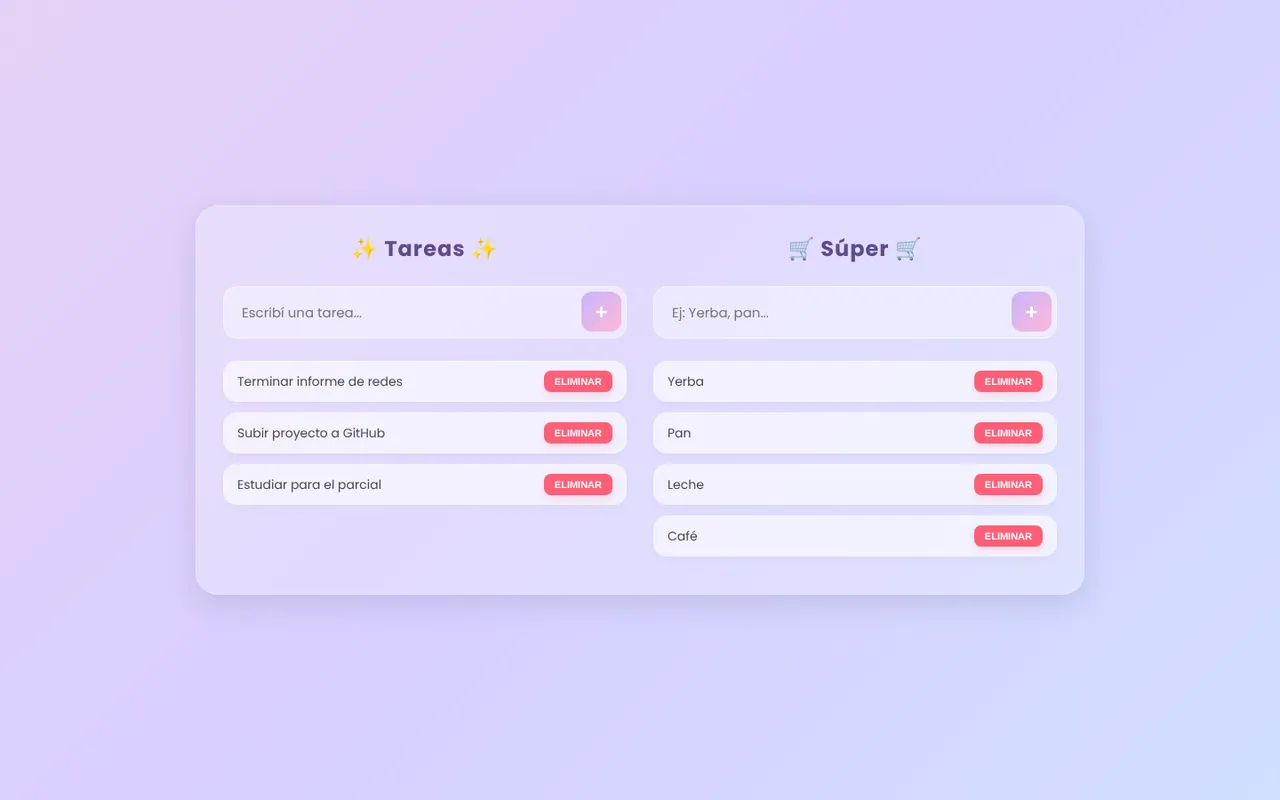 ✨ Tareas ✨
Escribí una tarea...
+
Terminar informe de redes
ELIMINAR
Subir proyecto a GitHub
ELIMINAR
Estudiar para el parcial
ELIMINAR
🛒 Súper 🛒
Ej: Yerba, pan...
+
Yerba
ELIMINAR
Pan
ELIMINAR
Leche
ELIMINAR
Café
ELIMINAR